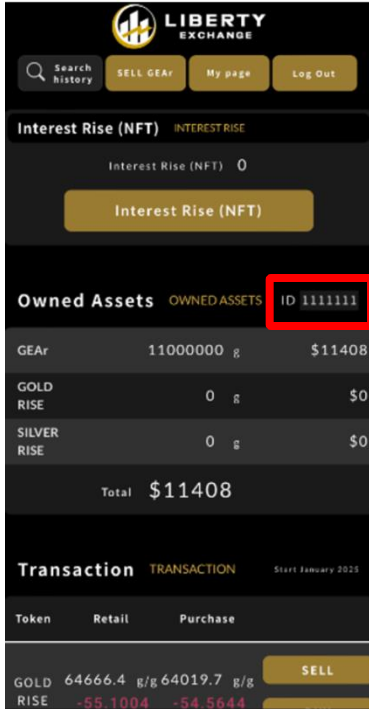 LIBERTY
EXCHANGE
Search history
SELL GEAr
My page
Log Out
Interest Rise (NFT) INTEREST RISE
Interest Rise (NFT) 0
Interest Rise (NFT)
Owned Assets OWNED ASSETS ID 1111111
GEAr 11000000 g $11408
GOLD RISE 0 g $0
SILVER RISE 0 g $0
Total $11408
Transaction TRANSACTION Start January 2025
Token Retail Purchase
GOLD RISE 64666.4 g/g 64019.7 g/g SELL
-55.1004 -54.5644